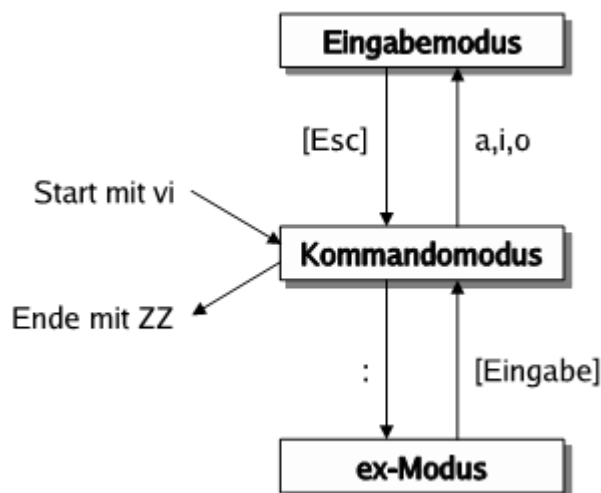 Eingabemodus
[Esc]
a,i,o
Start mit vi
Kommandomodus
Ende mit ZZ
:
[Eingabe]
ex-Modus